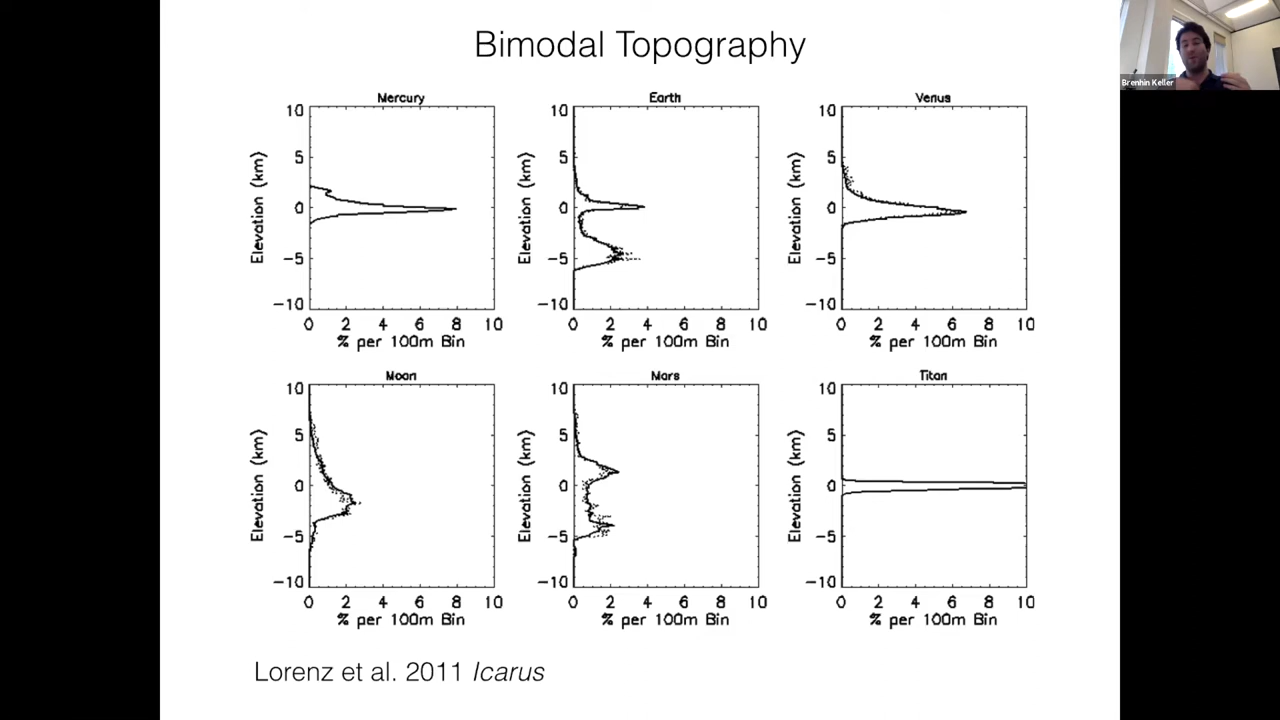 Bimodal Topography
Brenhin Keller
Mercury
Earth
Venus
10
5
0
−5
−10
Elevation (km)
0 2 4 6 8 10
% per 100m Bin
10
5
0
−5
−10
Elevation (km)
0 2 4 6 8 10
% per 100m Bin
10
5
0
−5
−10
Elevation (km)
0 2 4 6 8 10
% per 100m Bin
Moon
Mars
Titan
10
5
0
−5
−10
Elevation (km)
0 2 4 6 8 10
% per 100m Bin
10
5
0
−5
−10
Elevation (km)
0 2 4 6 8 10
% per 100m Bin
10
5
0
−5
−10
Elevation (km)
0 2 4 6 8 10
% per 100m Bin
Lorenz et al. 2011 Icarus